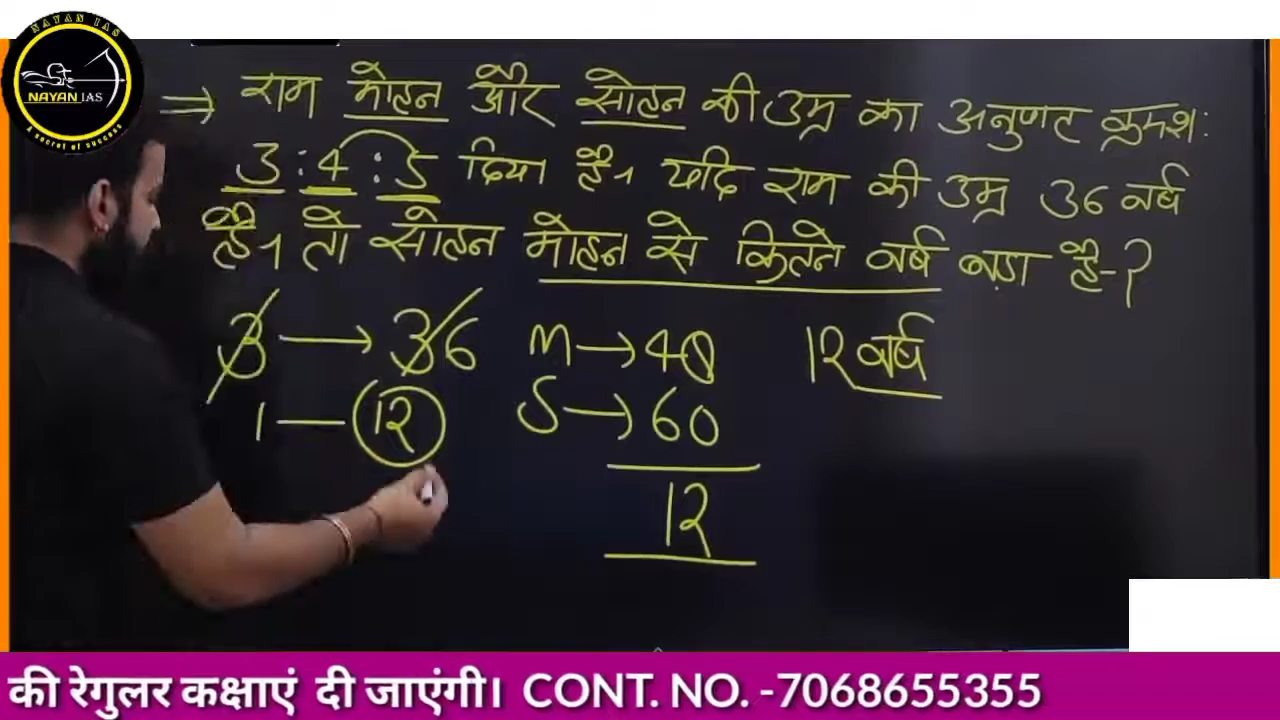 NAYAN IAS
NAYAN IAS
A secret of success
⇒ राम मोहन और सोहन की उम्र का अनुपात क्रमश:
3 : 4 : 5 दिया है। यदि राम की उम्र 36 वर्ष
है। तो सोहन मोहन से कितने वर्ष बड़ा है-?
3 → 36 M → 48 12 वर्ष
1 — 12 S → 60
12
की रेगुलर कक्षाएं दी जाएंगी। CONT. NO. -7068655355